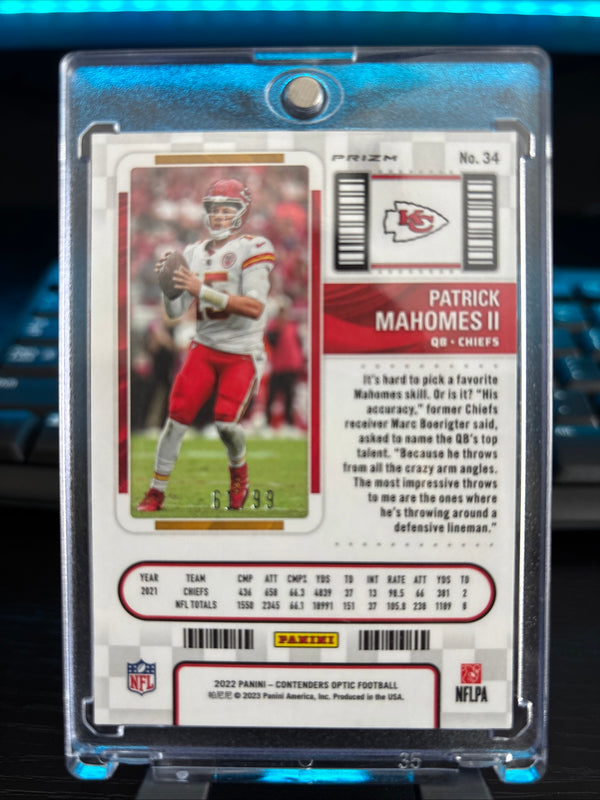 PRIZM
No. 34
KC
PATRICK
MAHOMES II
QB • CHIEFS
It's hard to pick a favorite
Mahomes skill. Or is it? "His
accuracy," former Chiefs
receiver Marc Boerigter said,
asked to name the QB's top
talent. "Because he throws
from all the crazy arm angles.
The most impressive throws
to me are the ones where
he's throwing around a
defensive lineman."
15
/99
YEAR TEAM CMP ATT CMP% YDS TD INT RATE ATT YDS TD
2021 CHIEFS 436 658 66.3 4839 37 13 98.5 66 381 2
NFL TOTALS 1550 2345 66.1 18991 151 37 105.8 238 1189 8
PANINI
NFL
2022 PANINI – CONTENDERS OPTIC FOOTBALL
帕尼尼 © 2023 Panini America, Inc. Produced in the USA.
NFLPA
35